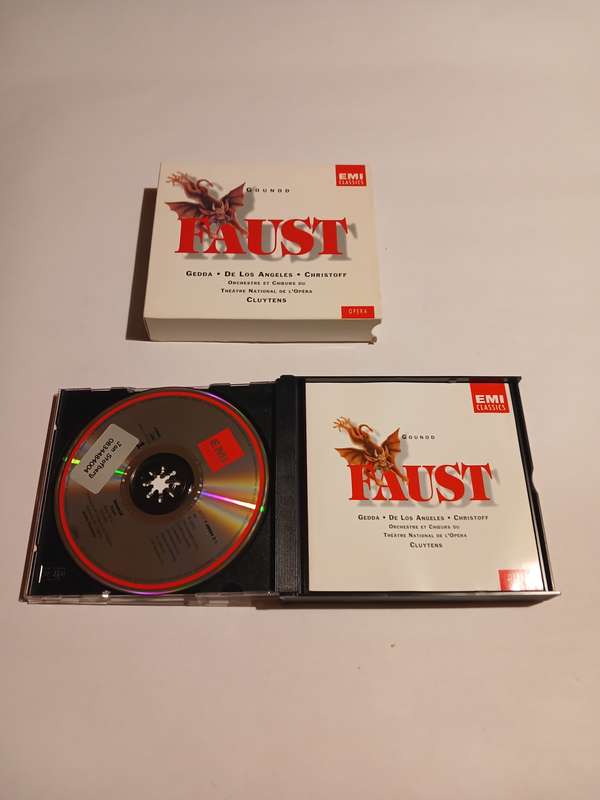 GOUNOD
EMI
CLASSICS
FAUST
GEDDA • DE LOS ANGELES • CHRISTOFF
ORCHESTRE ET CHŒURS DU
THÉÂTRE NATIONAL DE L'OPÉRA
CLUYTENS
OPERA
EMI
CLASSICS
GOUNOD
FAUST
GEDDA • DE LOS ANGELES • CHRISTOFF
ORCHESTRE ET CHŒURS DU
THÉÂTRE NATIONAL DE L'OPÉRA
CLUYTENS